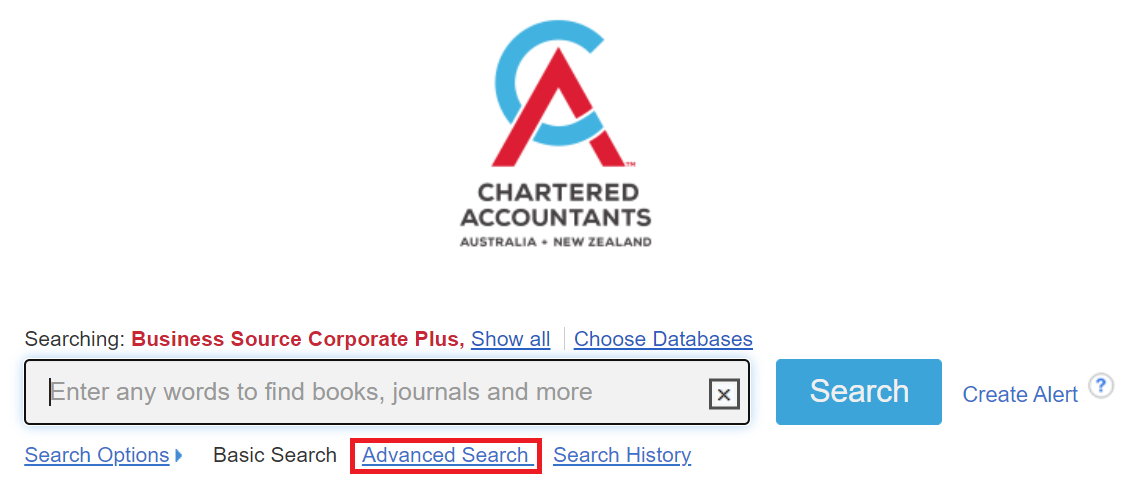 TM
CHARTERED
ACCOUNTANTS
AUSTRALIA + NEW ZEALAND
Searching: Business Source Corporate Plus, Show all Choose Databases
Enter any words to find books, journals and more
Search Create Alert ?
Search Options Basic Search Advanced Search Search History